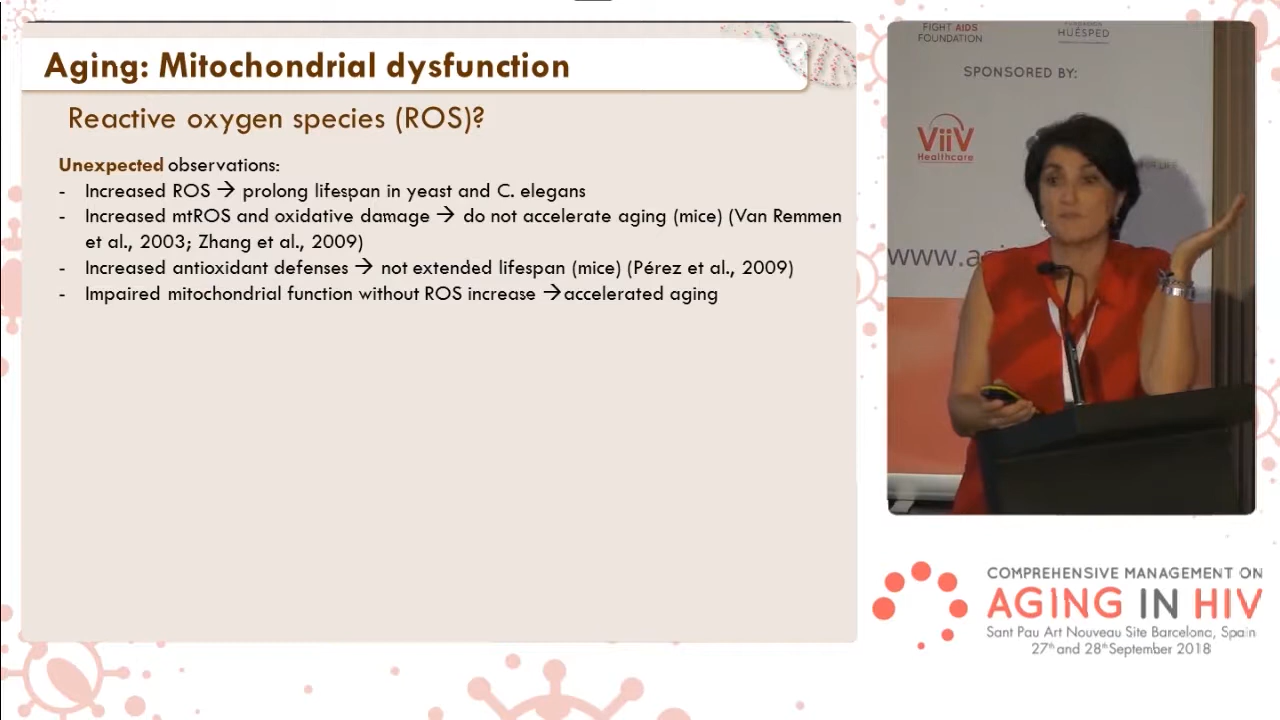 Aging: Mitochondrial dysfunction
Reactive oxygen species (ROS)?
Unexpected observations:
- Increased ROS → prolong lifespan in yeast and C. elegans
- Increased mtROS and oxidative damage → do not accelerate aging (mice) (Van Remmen
et al., 2003; Zhang et al., 2009)
- Increased antioxidant defenses → not extended lifespan (mice) (Pérez et al., 2009)
- Impaired mitochondrial function without ROS increase →accelerated aging
FIGHT AIDS
FOUNDATION
HUÉSPED
SPONSORED BY:
ViiV
Healthcare
www.
COMPREHENSIVE MANAGEMENT ON
AGING IN HIV
Sant Pau Art Nouveau Site Barcelona, Spain
27th and 28th September 2018